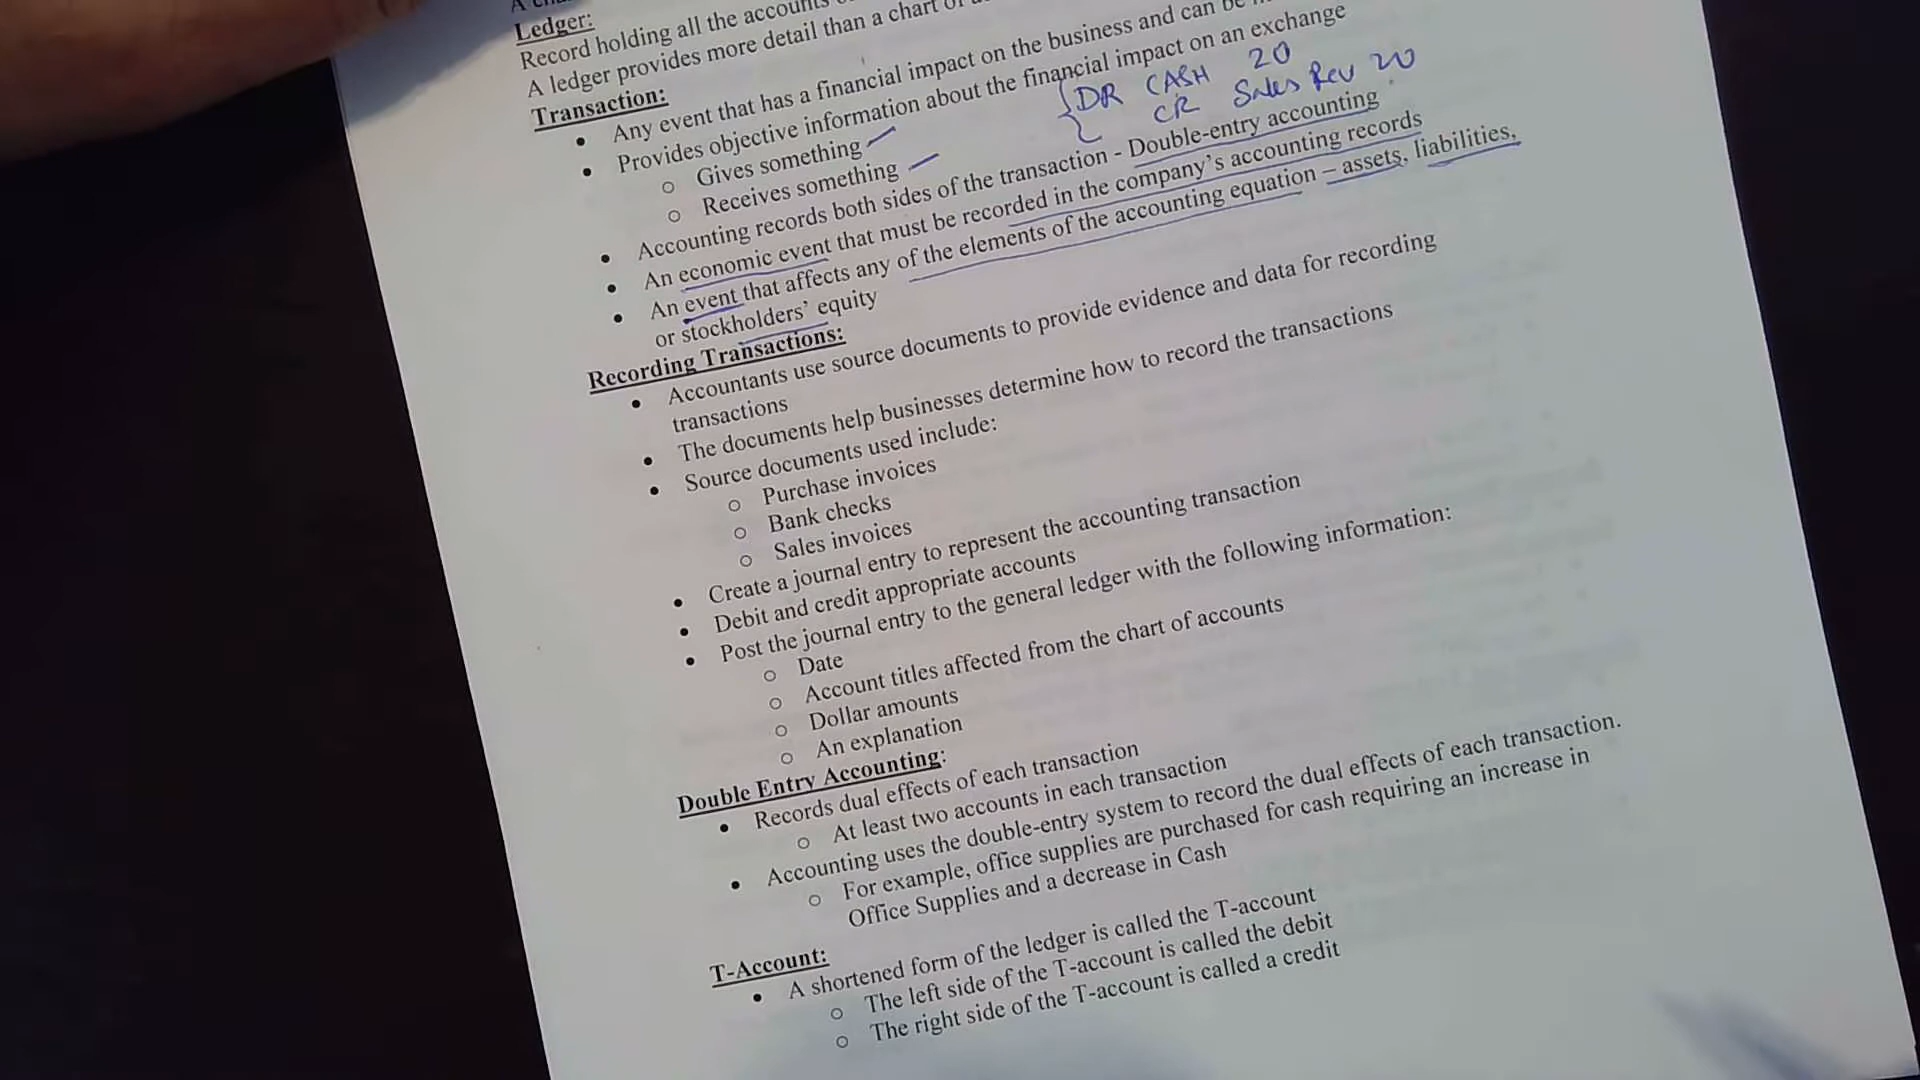 Ledger:
Record holding all the accounts
A ledger provides more detail than a chart of
Transaction:
• Any event that has a financial impact on the business and can be
• Provides objective information about the financial impact on an exchange
o Gives something
o Receives something
{ DR CASH 20
CR Sales Rev 20
• Accounting records both sides of the transaction - Double-entry accounting
• An economic event that must be recorded in the company's accounting records
• An event that affects any of the elements of the accounting equation – assets, liabilities,
or stockholders' equity
Recording Transactions:
• Accountants use source documents to provide evidence and data for recording
transactions
• The documents help businesses determine how to record the transactions
• Source documents used include:
o Purchase invoices
o Bank checks
o Sales invoices
• Create a journal entry to represent the accounting transaction
• Debit and credit appropriate accounts
• Post the journal entry to the general ledger with the following information:
o Date
o Account titles affected from the chart of accounts
o Dollar amounts
o An explanation
Double Entry Accounting:
• Records dual effects of each transaction
o At least two accounts in each transaction
• Accounting uses the double-entry system to record the dual effects of each transaction.
o For example, office supplies are purchased for cash requiring an increase in
Office Supplies and a decrease in Cash
T-Account:
• A shortened form of the ledger is called the T-account
o The left side of the T-account is called the debit
o The right side of the T-account is called a credit